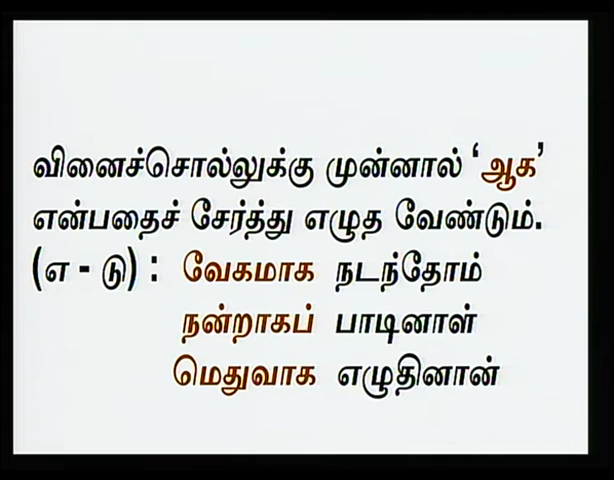 வினைச்சொல்லுக்கு முன்னால் ‘ஆக’
என்பதைச் சேர்த்து எழுத வேண்டும்.
(எ - டு) : வேகமாக நடந்தோம்
நன்றாகப் பாடினாள்
மெதுவாக எழுதினான்